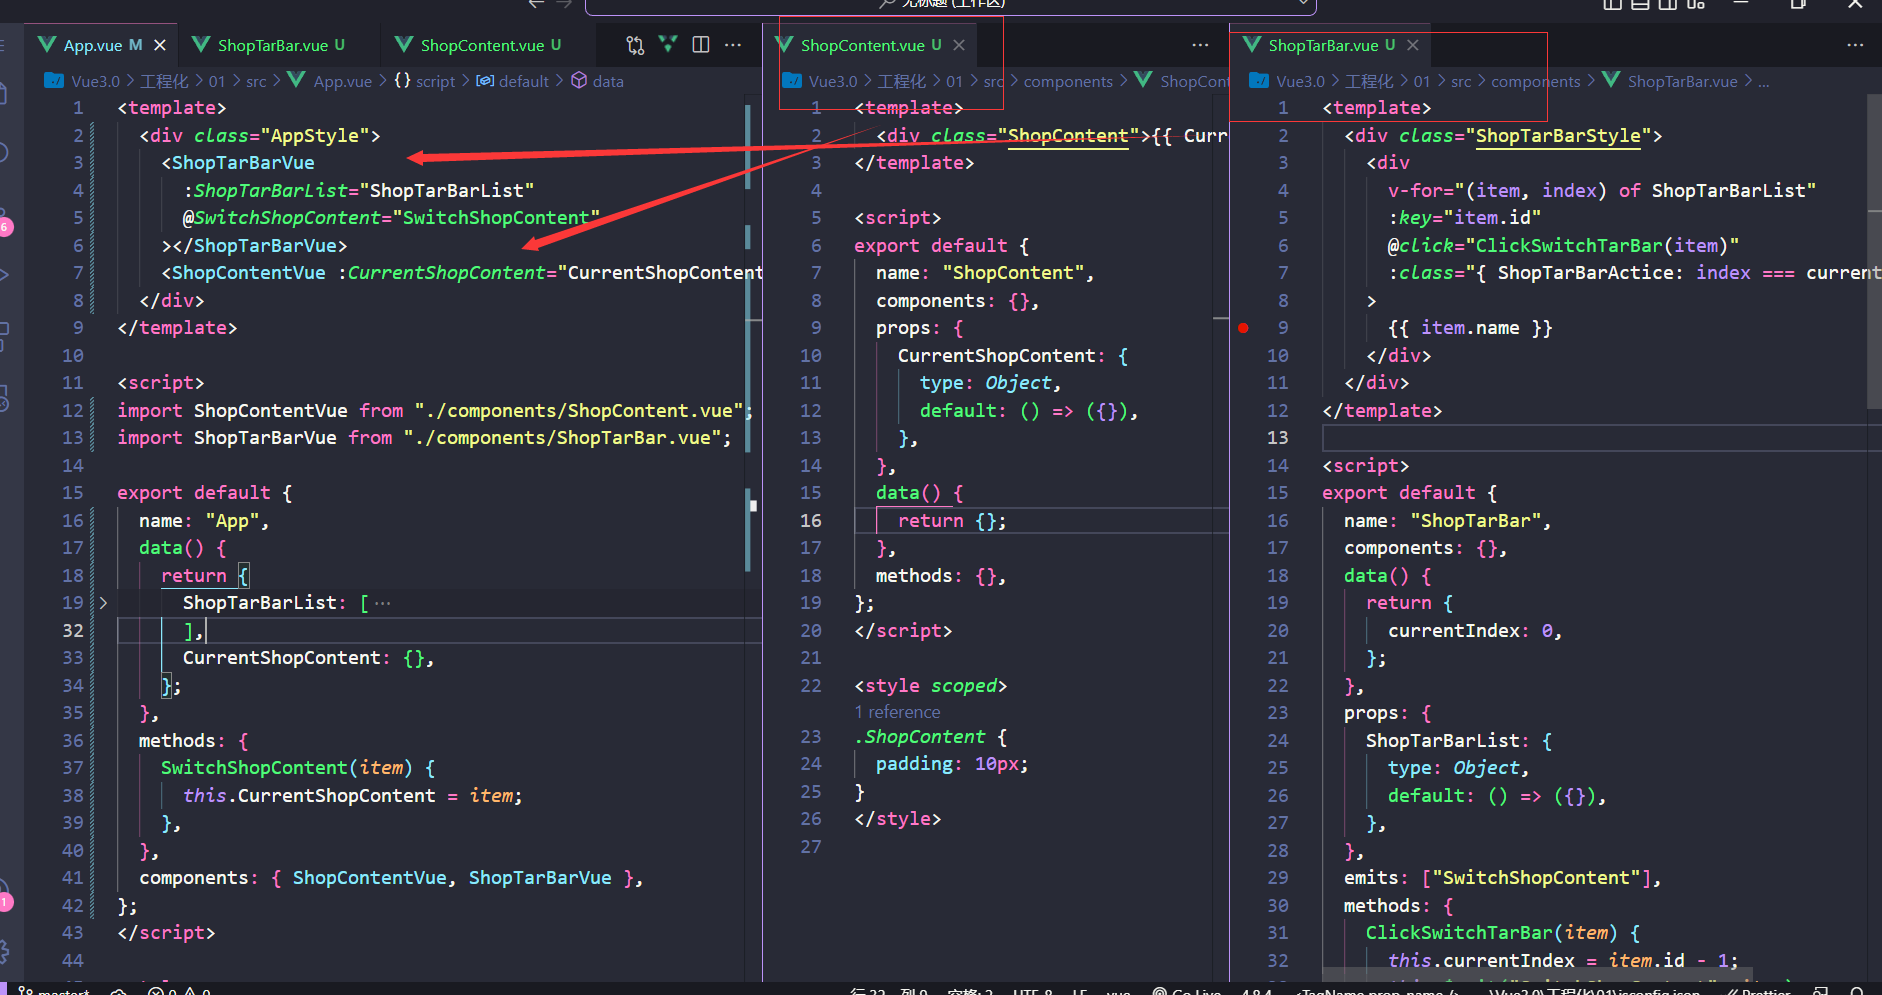 无标题 (工作区)
App.vue M
ShopTarBar.vue U
ShopContent.vue U
Vue3.0 > 工程化 > 01 > src > App.vue > {} script > default > data
1 <template>
2 <div class="AppStyle">
3 <ShopTarBarVue
4 :ShopTarBarList="ShopTarBarList"
5 @SwitchShopContent="SwitchShopContent"
6 ></ShopTarBarVue>
7 <ShopContentVue :CurrentShopContent="CurrentShopContent
8 </div>
9 </template>
10
11 <script>
12 import ShopContentVue from "./components/ShopContent.vue";
13 import ShopTarBarVue from "./components/ShopTarBar.vue";
14
15 export default {
16 name: "App",
17 data() {
18 return {
19 ShopTarBarList: [ ···
32 ],
33 CurrentShopContent: {},
34 };
35 },
36 methods: {
37 SwitchShopContent(item) {
38 this.CurrentShopContent = item;
39 },
40 },
41 components: { ShopContentVue, ShopTarBarVue },
42 };
43 </script>
44
ShopContent.vue U
Vue3.0 > 工程化 > 01 > src > components > ShopCont
1 <template>
2 <div class="ShopContent">{{ Curr
3 </template>
4
5 <script>
6 export default {
7 name: "ShopContent",
8 components: {},
9 props: {
10 CurrentShopContent: {
11 type: Object,
12 default: () => ({}),
13 },
14 },
15 data() {
16 return {};
17 },
18 methods: {},
19 };
20 </script>
21
22 <style scoped>
1 reference
23 .ShopContent {
24 padding: 10px;
25 }
26 </style>
27
ShopTarBar.vue U
Vue3.0 > 工程化 > 01 > src > components > ShopTarBar.vue > ...
1 <template>
2 <div class="ShopTarBarStyle">
3 <div
4 v-for="(item, index) of ShopTarBarList"
5 :key="item.id"
6 @click="ClickSwitchTarBar(item)"
7 :class="{ ShopTarBarActice: index === current
8 >
9 {{ item.name }}
10 </div>
11 </div>
12 </template>
13
14 <script>
15 export default {
16 name: "ShopTarBar",
17 components: {},
18 data() {
19 return {
20 currentIndex: 0,
21 };
22 },
23 props: {
24 ShopTarBarList: {
25 type: Object,
26 default: () => ({}),
27 },
28 },
29 emits: ["SwitchShopContent"],
30 methods: {
31 ClickSwitchTarBar(item) {
32 this.currentIndex = item.id - 1;
6
1
master*
0 0
行 32, 列 9
空格: 2
UTF-8
LF
vue
Go Live
4.8.4
<TagName prop-name />
Prettier